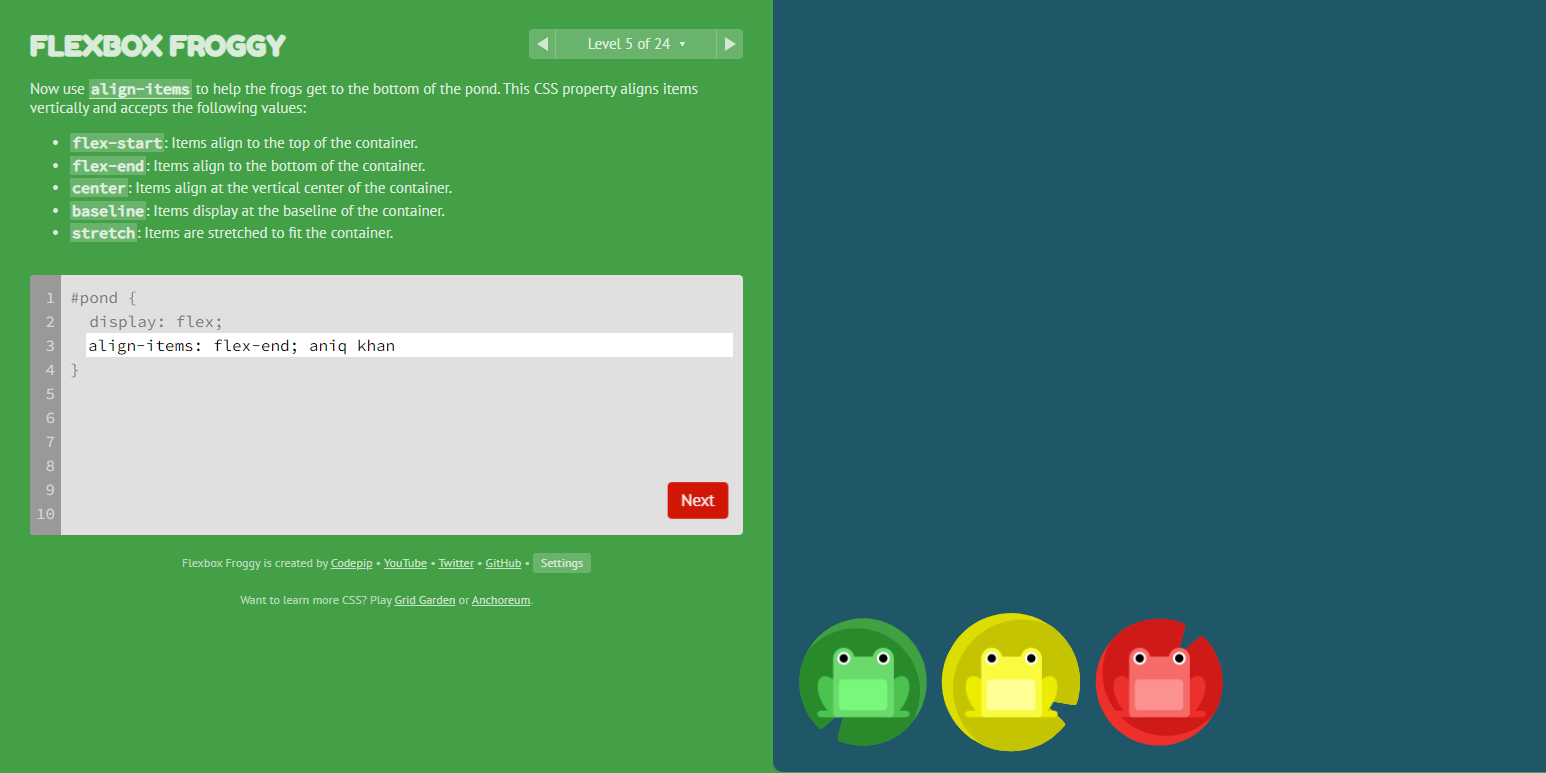 FLEXBOX FROGGY
◀ Level 5 of 24 ▾ ▶
Now use align-items to help the frogs get to the bottom of the pond. This CSS property aligns items
vertically and accepts the following values:
• flex-start: Items align to the top of the container.
• flex-end: Items align to the bottom of the container.
• center: Items align at the vertical center of the container.
• baseline: Items display at the baseline of the container.
• stretch: Items are stretched to fit the container.
1 #pond {
2 display: flex;
3 align-items: flex-end; aniq khan
4 }
5
6
7
8
9
10
Next
Flexbox Froggy is created by Codepip • YouTube • Twitter • GitHub • Settings
Want to learn more CSS? Play Grid Garden or Anchoreum.